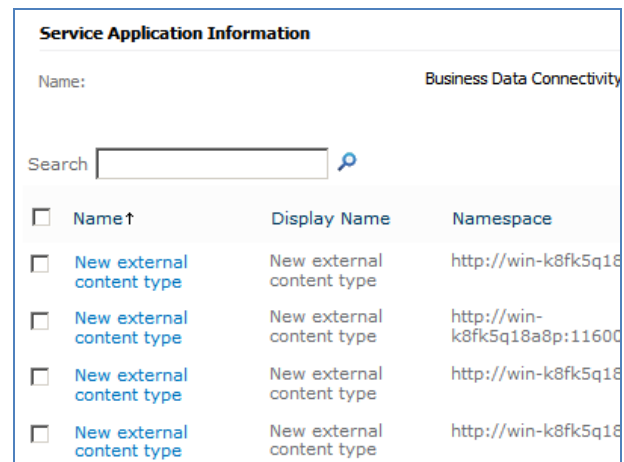 Service Application Information
Name: Business Data Connectivity
Search
Name↑ Display Name Namespace
New external New external http://win-k8fk5q18
content type content type
New external New external http://win-
content type content type k8fk5q18a8p:11600
New external New external http://win-k8fk5q18
content type content type
New external New external http://win-k8fk5q18
content type content type